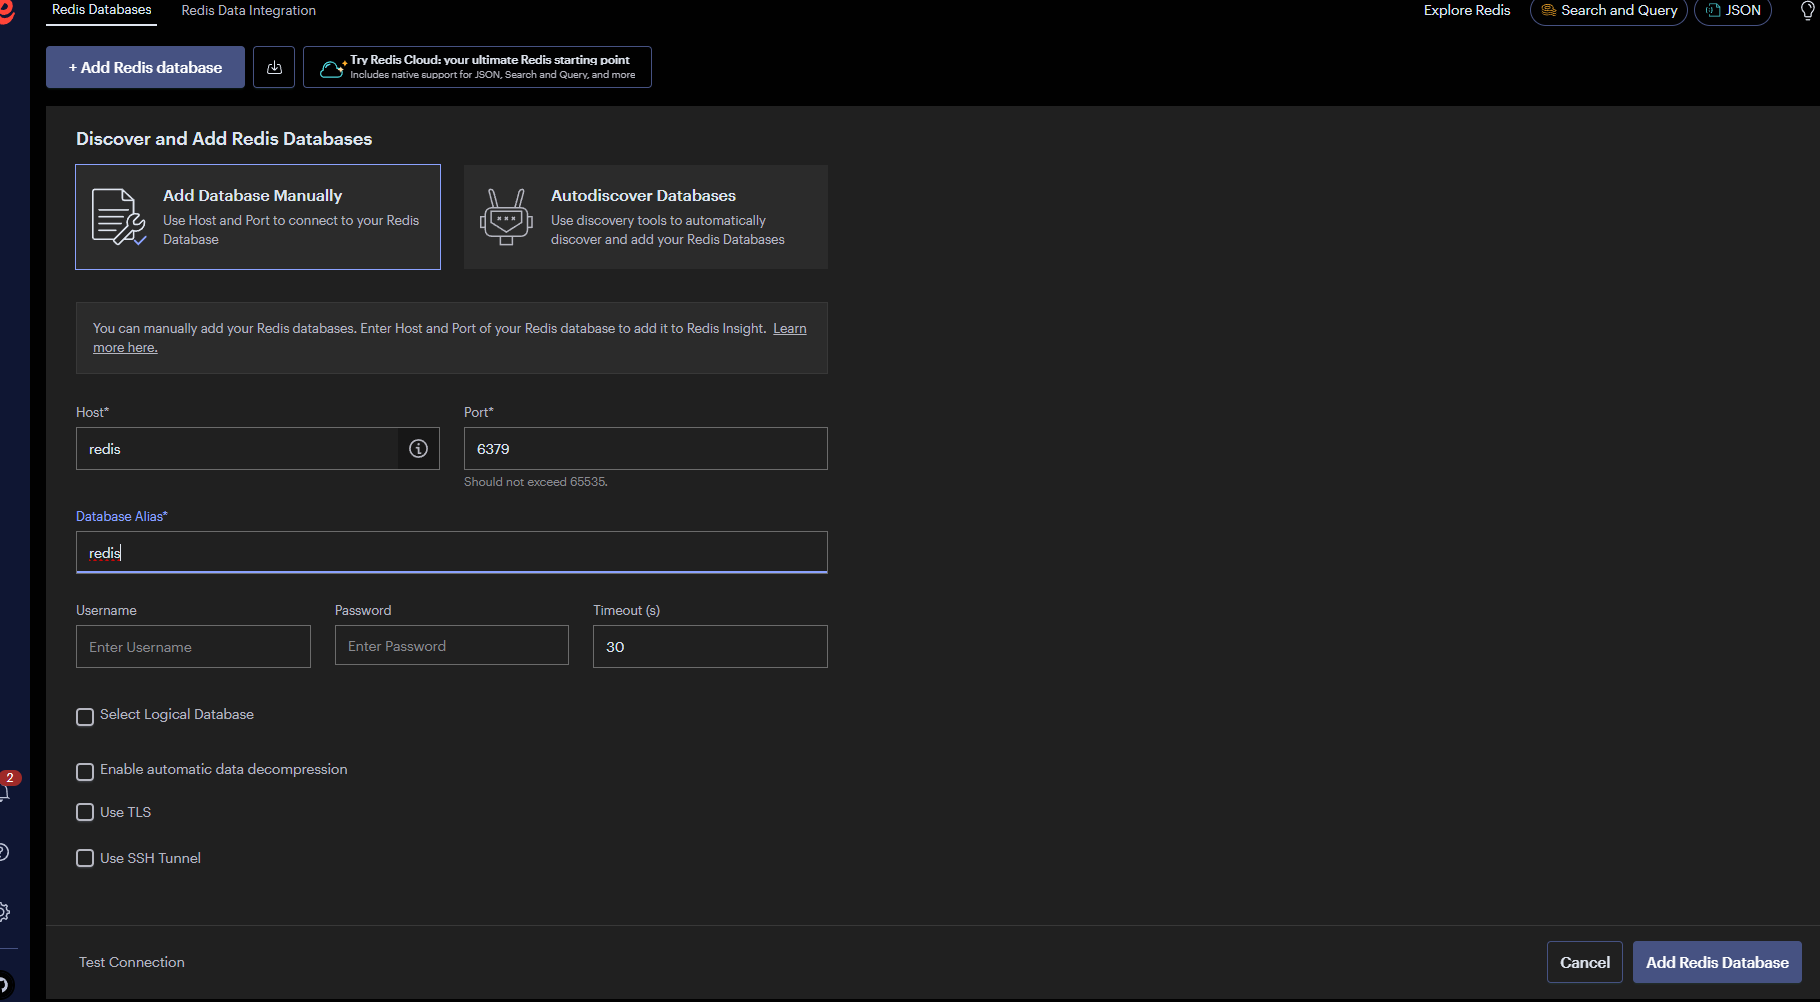 Redis Databases
Redis Data Integration
Explore Redis
Search and Query
JSON
+ Add Redis database
Try Redis Cloud: your ultimate Redis starting point
Includes native support for JSON, Search and Query, and more
Discover and Add Redis Databases
Add Database Manually
Use Host and Port to connect to your Redis
Database
Autodiscover Databases
Use discovery tools to automatically
discover and add your Redis Databases
You can manually add your Redis databases. Enter Host and Port of your Redis database to add it to Redis Insight. Learn
more here.
Host*
Port*
redis
6379
Should not exceed 65535.
Database Alias*
redis
Username
Password
Timeout (s)
Enter Username
Enter Password
30
Select Logical Database
Enable automatic data decompression
2
Use TLS
Use SSH Tunnel
Test Connection
Cancel
Add Redis Database